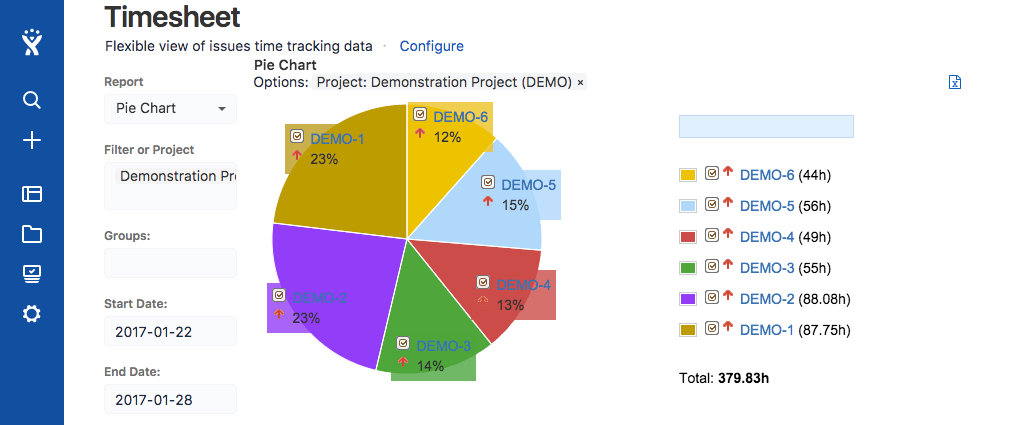 Timesheet
Flexible view of issues time tracking data · Configure
Report
Pie Chart
Filter or Project
Demonstration Pr
Groups:
Start Date:
2017-01-22
End Date:
2017-01-28
Pie Chart
Options: Project: Demonstration Project (DEMO) ×
DEMO-6
12%
DEMO-1
23%
DEMO-5
15%
DEMO-4
13%
DEMO-2
23%
DEMO-3
14%
DEMO-6 (44h)
DEMO-5 (56h)
DEMO-4 (49h)
DEMO-3 (55h)
DEMO-2 (88.08h)
DEMO-1 (87.75h)
Total: 379.83h